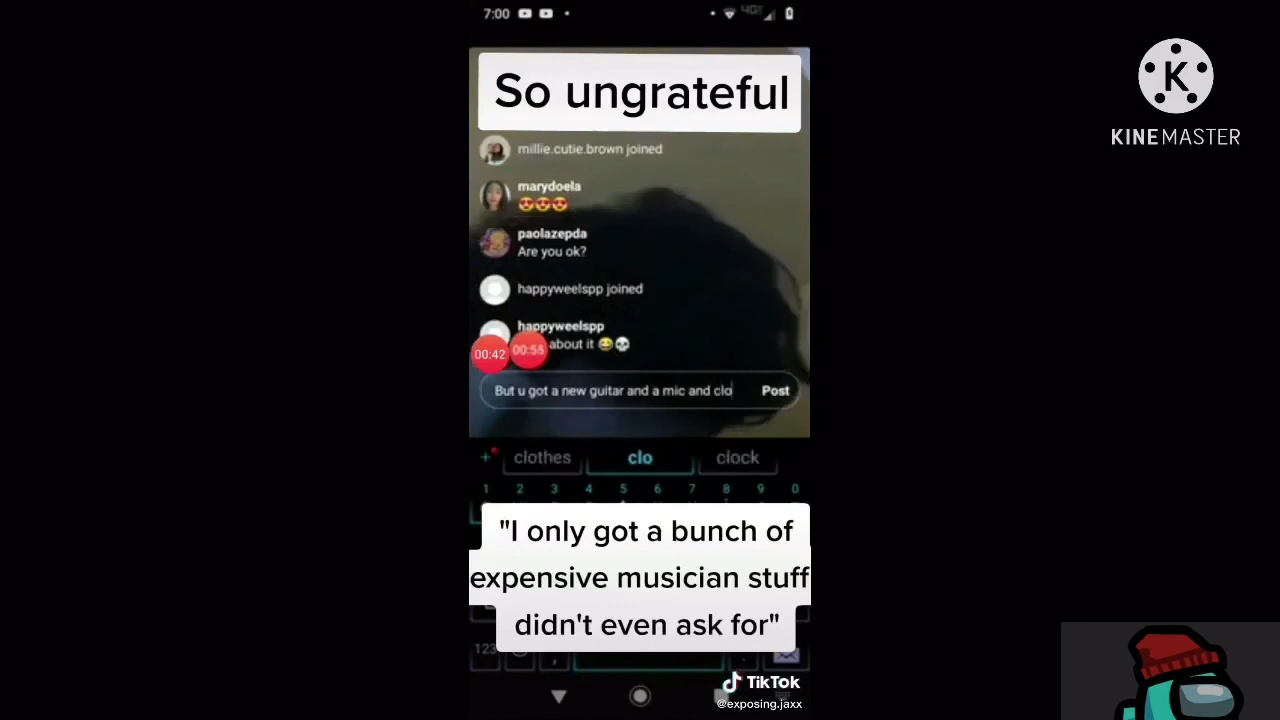 7:00
4G
So ungrateful
K
KINEMASTER
millie.cutie.brown joined
marydoela
😍😍😍
paolazepda
Are you ok?
happyweelspp joined
happyweelspp
about it 😂💀
00:42 00:55
But u got a new guitar and a mic and clo
Post
clothes clo clock
1 2 3 4 5 6 7 8 9 0
"I only got a bunch of
expensive musician stuff
didn't even ask for"
123 , .
TikTok
@exposing.jaxx